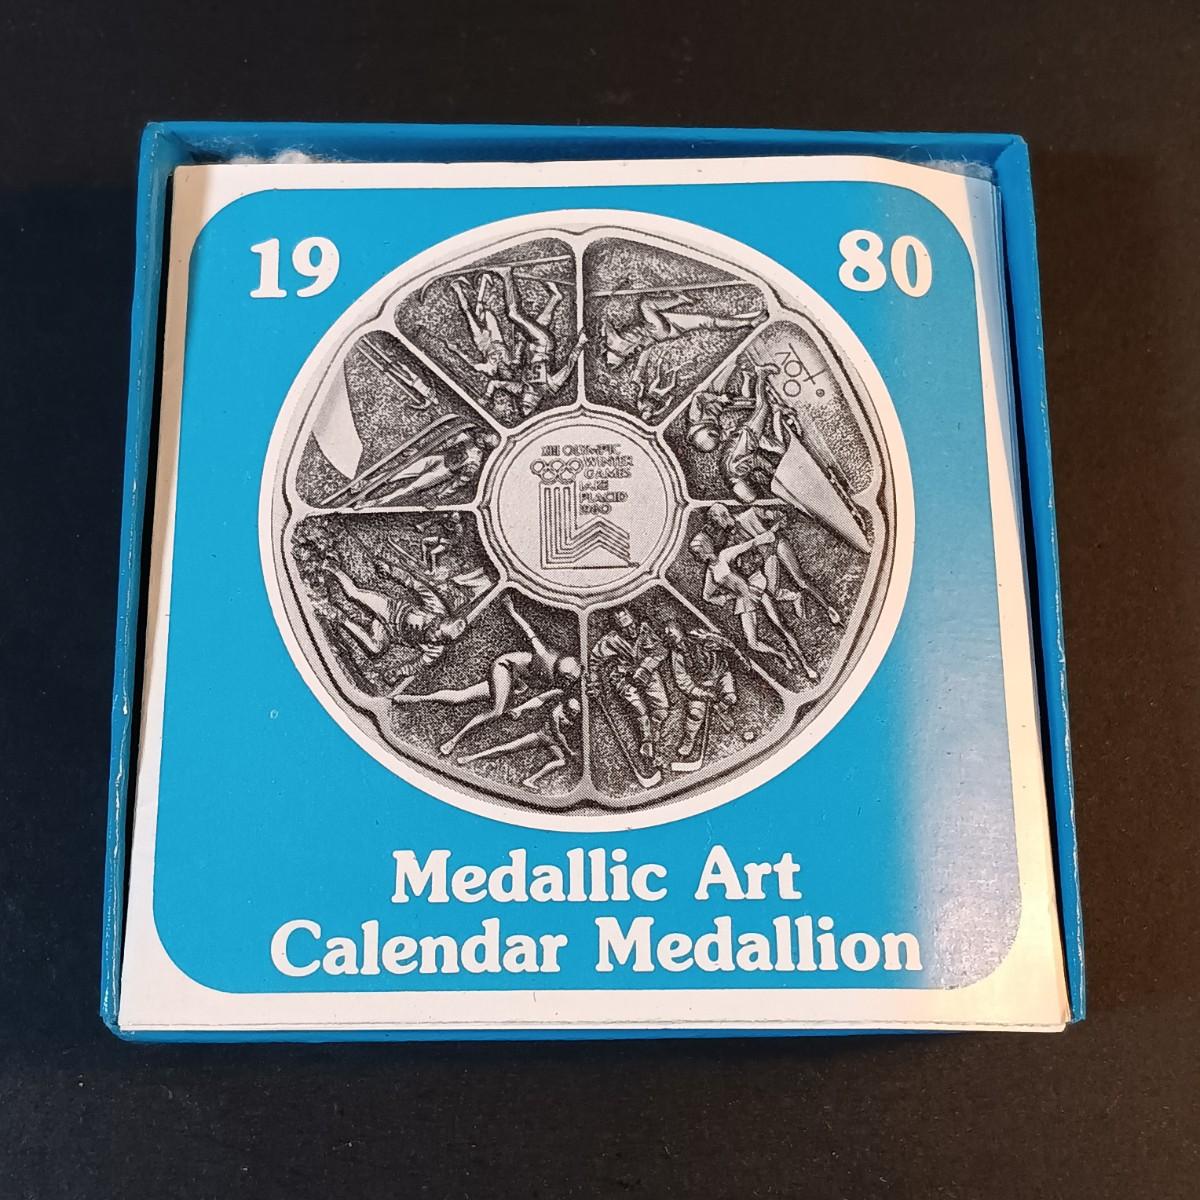 19 80
XIII OLYMPIC
WINTER
GAMES
LAKE
PLACID
1980
Medallic Art
Calendar Medallion